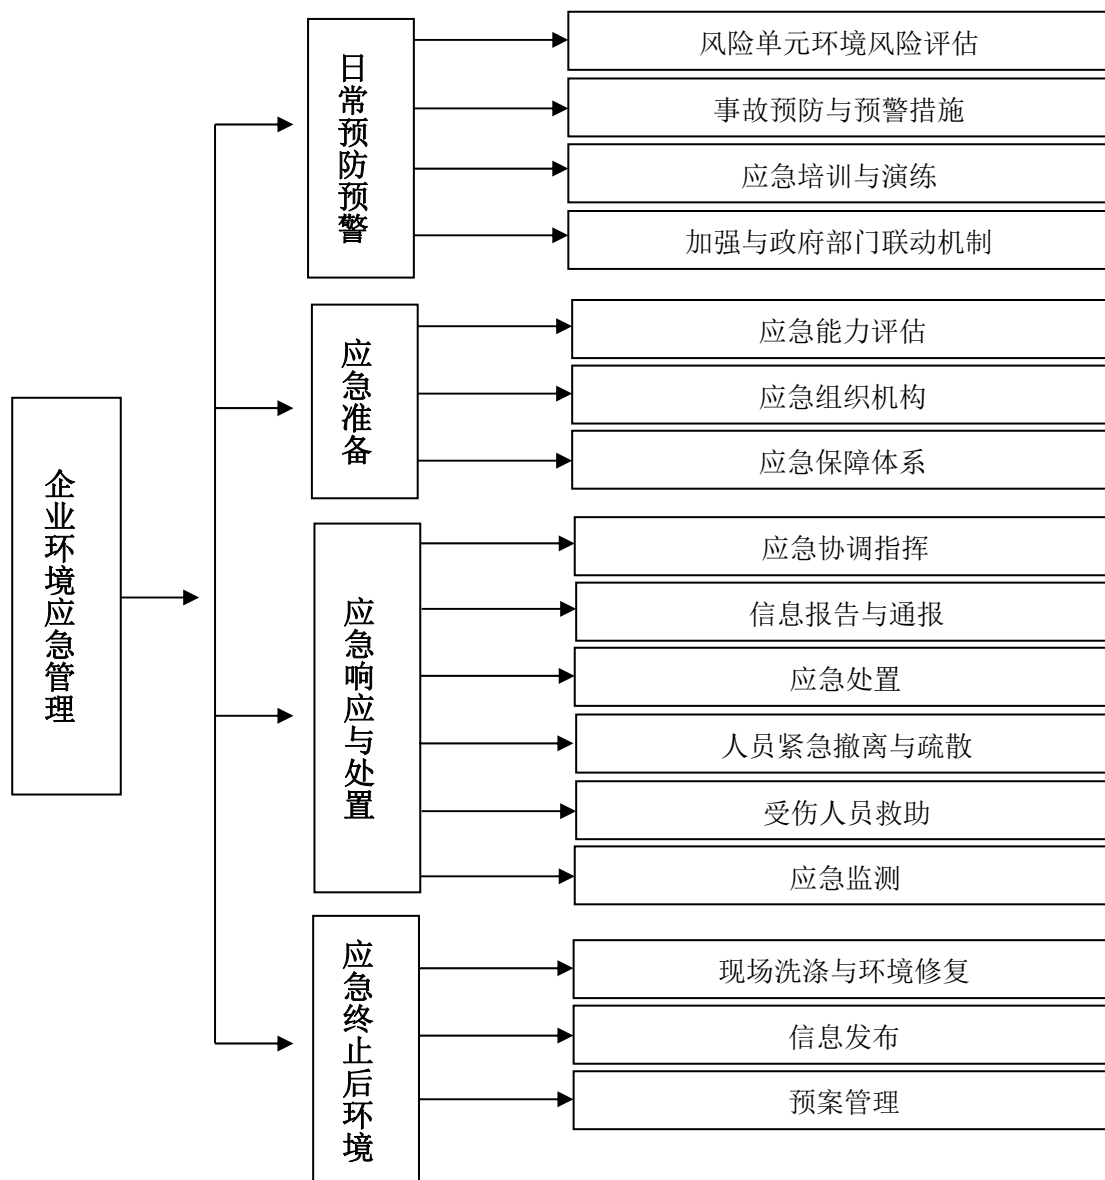 企业环境应急管理
日常预防预警
风险单元环境风险评估
事故预防与预警措施
应急培训与演练
加强与政府部门联动机制
应急准备
应急能力评估
应急组织机构
应急保障体系
应急响应与处置
应急协调指挥
信息报告与通报
应急处置
人员紧急撤离与疏散
受伤人员救助
应急监测
应急终止后环境
现场洗涤与环境修复
信息发布
预案管理